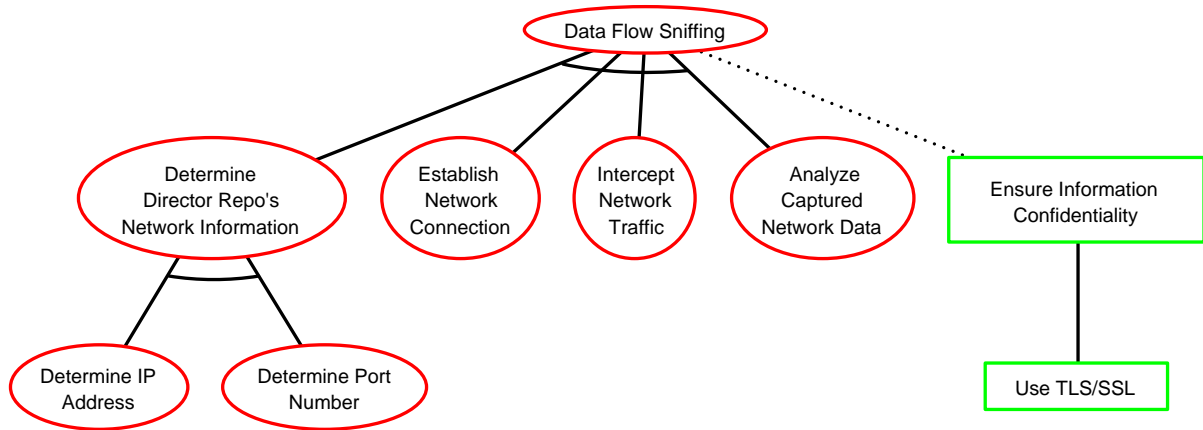 Data Flow Sniffing
Determine
Director Repo's
Network Information
Establish
Network
Connection
Intercept
Network
Traffic
Analyze
Captured
Network Data
Ensure Information
Confidentiality
Determine IP
Address
Determine Port
Number
Use TLS/SSL